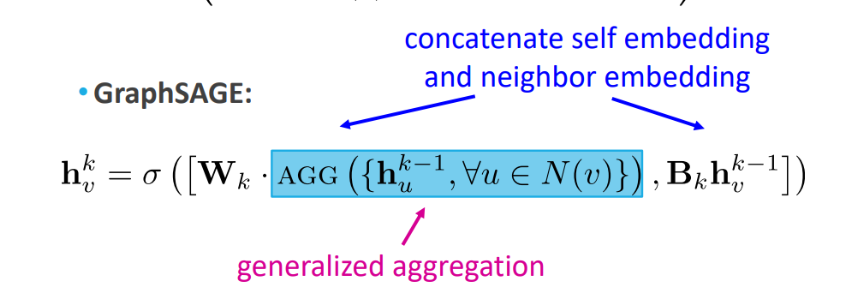 concatenate self embedding
and neighbor embedding
• GraphSAGE:
h_v^k = σ ([W_k · AGG ({h_u^{k−1}, ∀u ∈ N(v)}), B_k h_v^{k−1}])
generalized aggregation